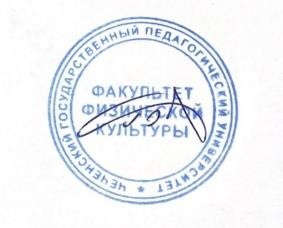 ЧЕЧЕНСКИЙ ГОСУДАРСТВЕННЫЙ ПЕДАГОГИЧЕСКИЙ УНИВЕРСИТЕТ *
ФАКУЛЬТЕТ
ФИЗИЧЕСКОЙ
КУЛЬТУРЫ